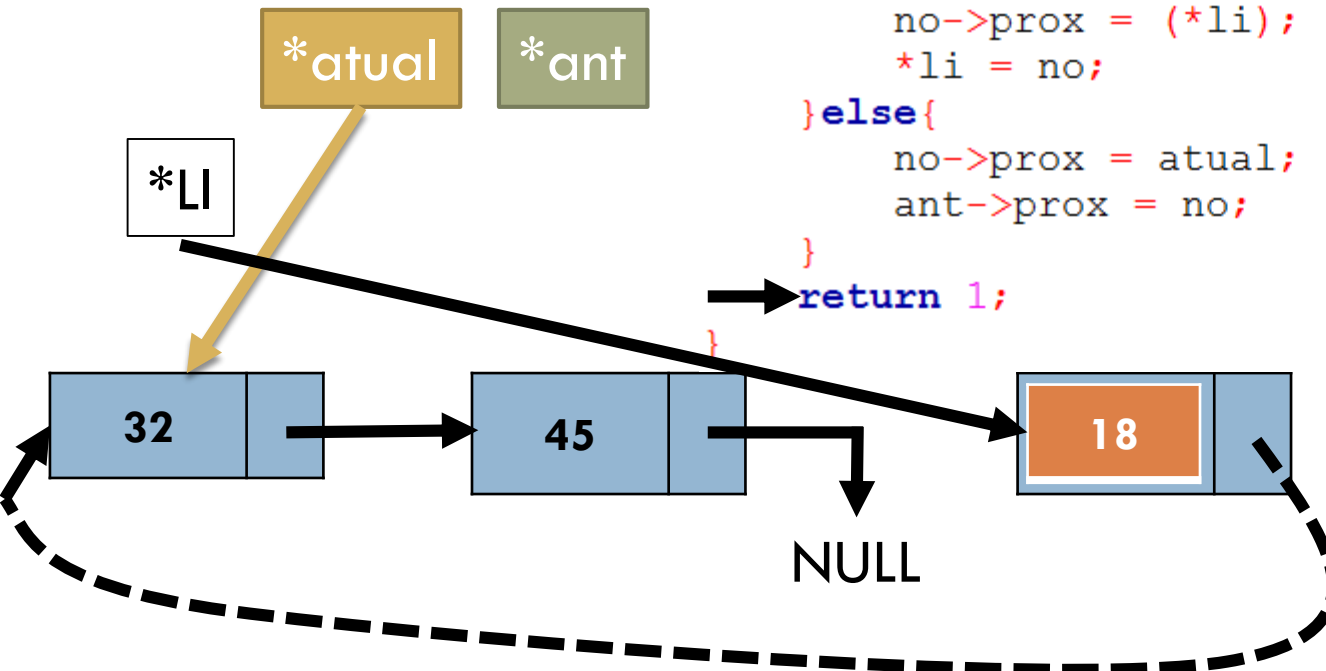 *atual
*ant
no->prox = (*li);
*li = no;
}else{
no->prox = atual;
ant->prox = no;
}
return 1;
}
*LI
32
45
18
NULL